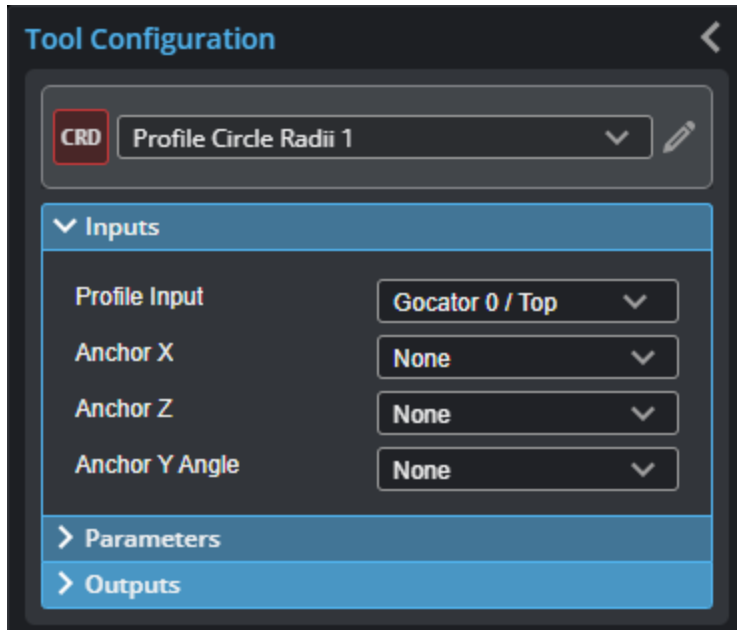 Tool Configuration
CRD Profile Circle Radii 1
Inputs
Profile Input Gocator 0 / Top
Anchor X None
Anchor Z None
Anchor Y Angle None
Parameters
Outputs